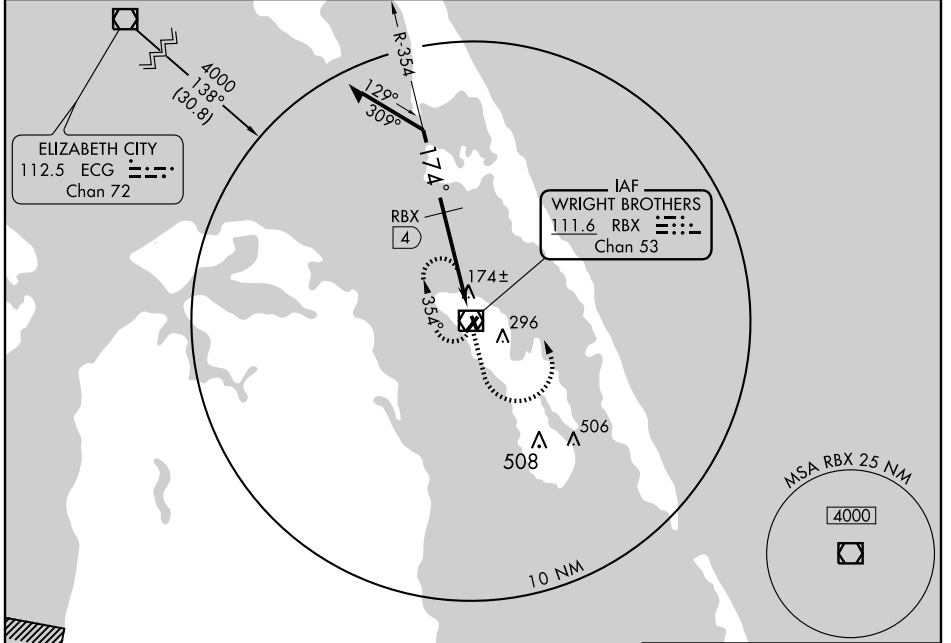 R-354
4000
138°
(30.8)
129°
309°
ELIZABETH CITY
112.5 ECG
Chan 72
174°
IAF
WRIGHT BROTHERS
111.6 RBX
Chan 53
RBX
4
174±
354°
296
506
508
MSA RBX 25 NM
4000
10 NM